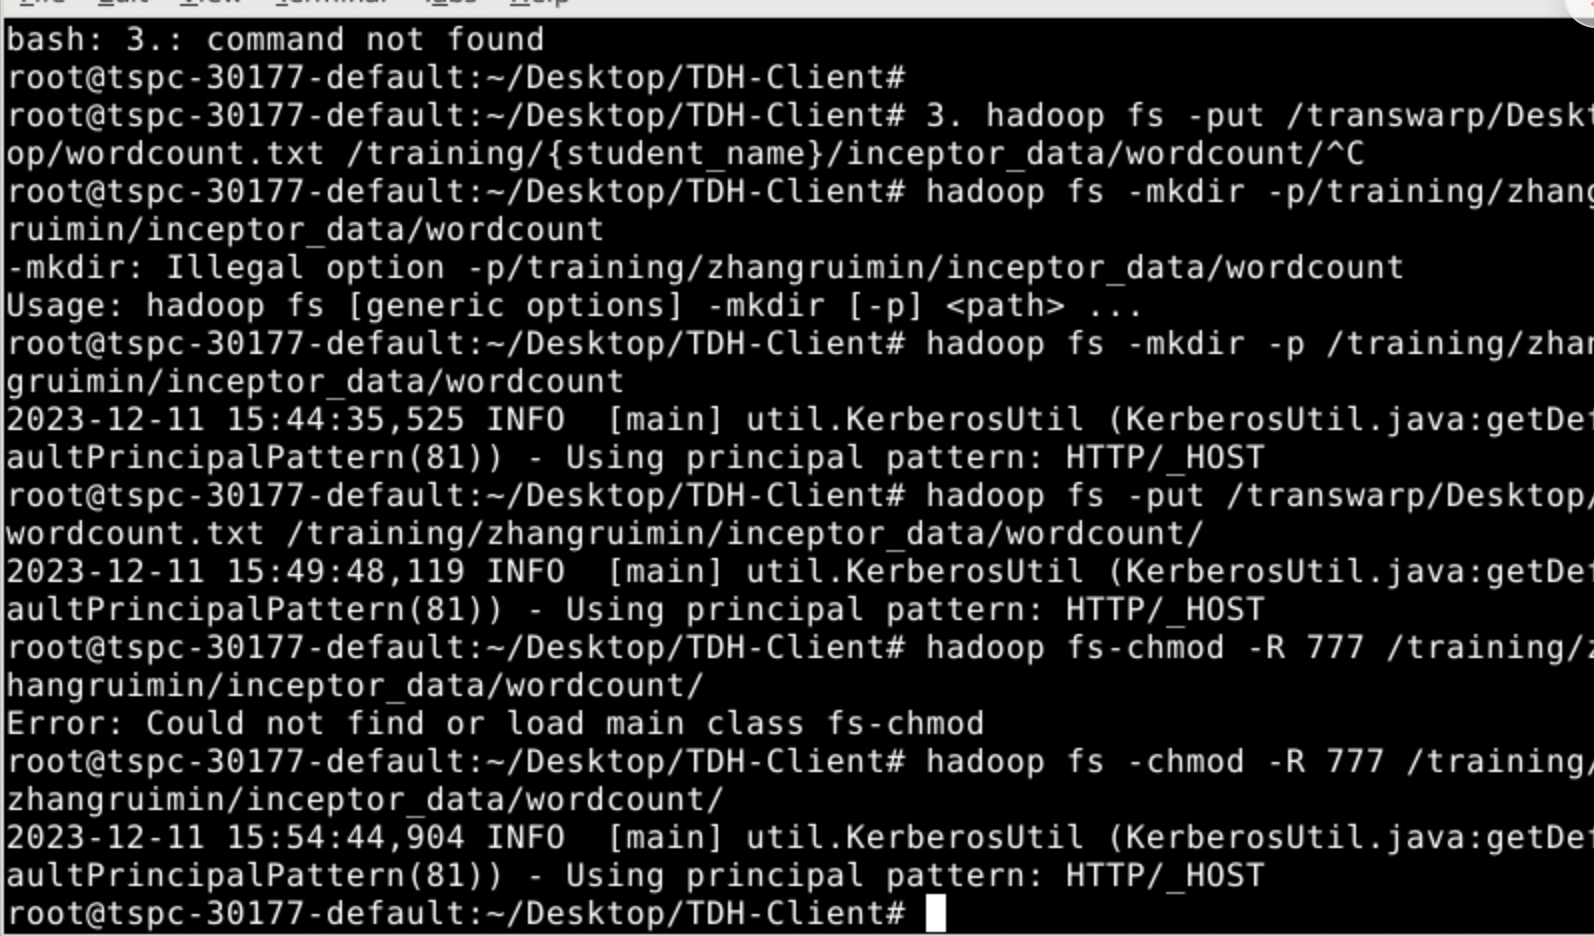 File Edit View Terminal Tabs Help
bash: 3.: command not found
root@tspc-30177-default:~/Desktop/TDH-Client#
root@tspc-30177-default:~/Desktop/TDH-Client# 3. hadoop fs -put /transwarp/Deskt
op/wordcount.txt /training/{student_name}/inceptor_data/wordcount/^C
root@tspc-30177-default:~/Desktop/TDH-Client# hadoop fs -mkdir -p/training/zhang
ruimin/inceptor_data/wordcount
-mkdir: Illegal option -p/training/zhangruimin/inceptor_data/wordcount
Usage: hadoop fs [generic options] -mkdir [-p] <path> ...
root@tspc-30177-default:~/Desktop/TDH-Client# hadoop fs -mkdir -p /training/zhan
gruimin/inceptor_data/wordcount
2023-12-11 15:44:35,525 INFO  [main] util.KerberosUtil (KerberosUtil.java:getDef
aultPrincipalPattern(81)) - Using principal pattern: HTTP/_HOST
root@tspc-30177-default:~/Desktop/TDH-Client# hadoop fs -put /transwarp/Desktop/
wordcount.txt /training/zhangruimin/inceptor_data/wordcount/
2023-12-11 15:49:48,119 INFO  [main] util.KerberosUtil (KerberosUtil.java:getDef
aultPrincipalPattern(81)) - Using principal pattern: HTTP/_HOST
root@tspc-30177-default:~/Desktop/TDH-Client# hadoop fs-chmod -R 777 /training/z
hangruimin/inceptor_data/wordcount/
Error: Could not find or load main class fs-chmod
root@tspc-30177-default:~/Desktop/TDH-Client# hadoop fs -chmod -R 777 /training/
zhangruimin/inceptor_data/wordcount/
2023-12-11 15:54:44,904 INFO  [main] util.KerberosUtil (KerberosUtil.java:getDef
aultPrincipalPattern(81)) - Using principal pattern: HTTP/_HOST
root@tspc-30177-default:~/Desktop/TDH-Client#